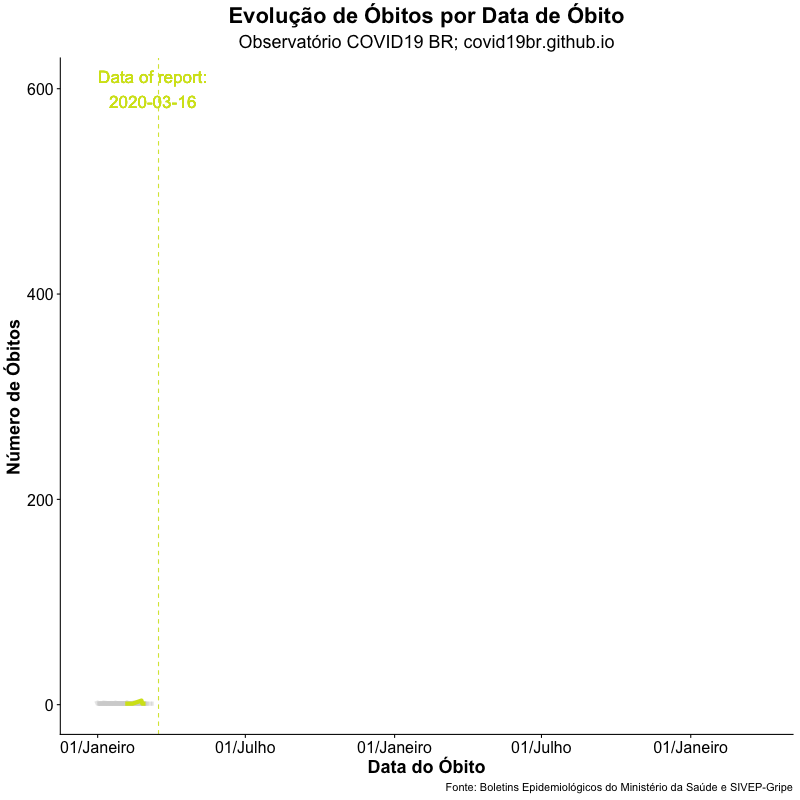 Evolução de Óbitos por Data de Óbito
Observatório COVID19 BR; covid19br.github.io
Data of report:
2020-03-16
600
400
200
0
Número de Óbitos
01/Janeiro 01/Julho 01/Janeiro 01/Julho 01/Janeiro
Data do Óbito
Fonte: Boletins Epidemiológicos do Ministério da Saúde e SIVEP-Gripe